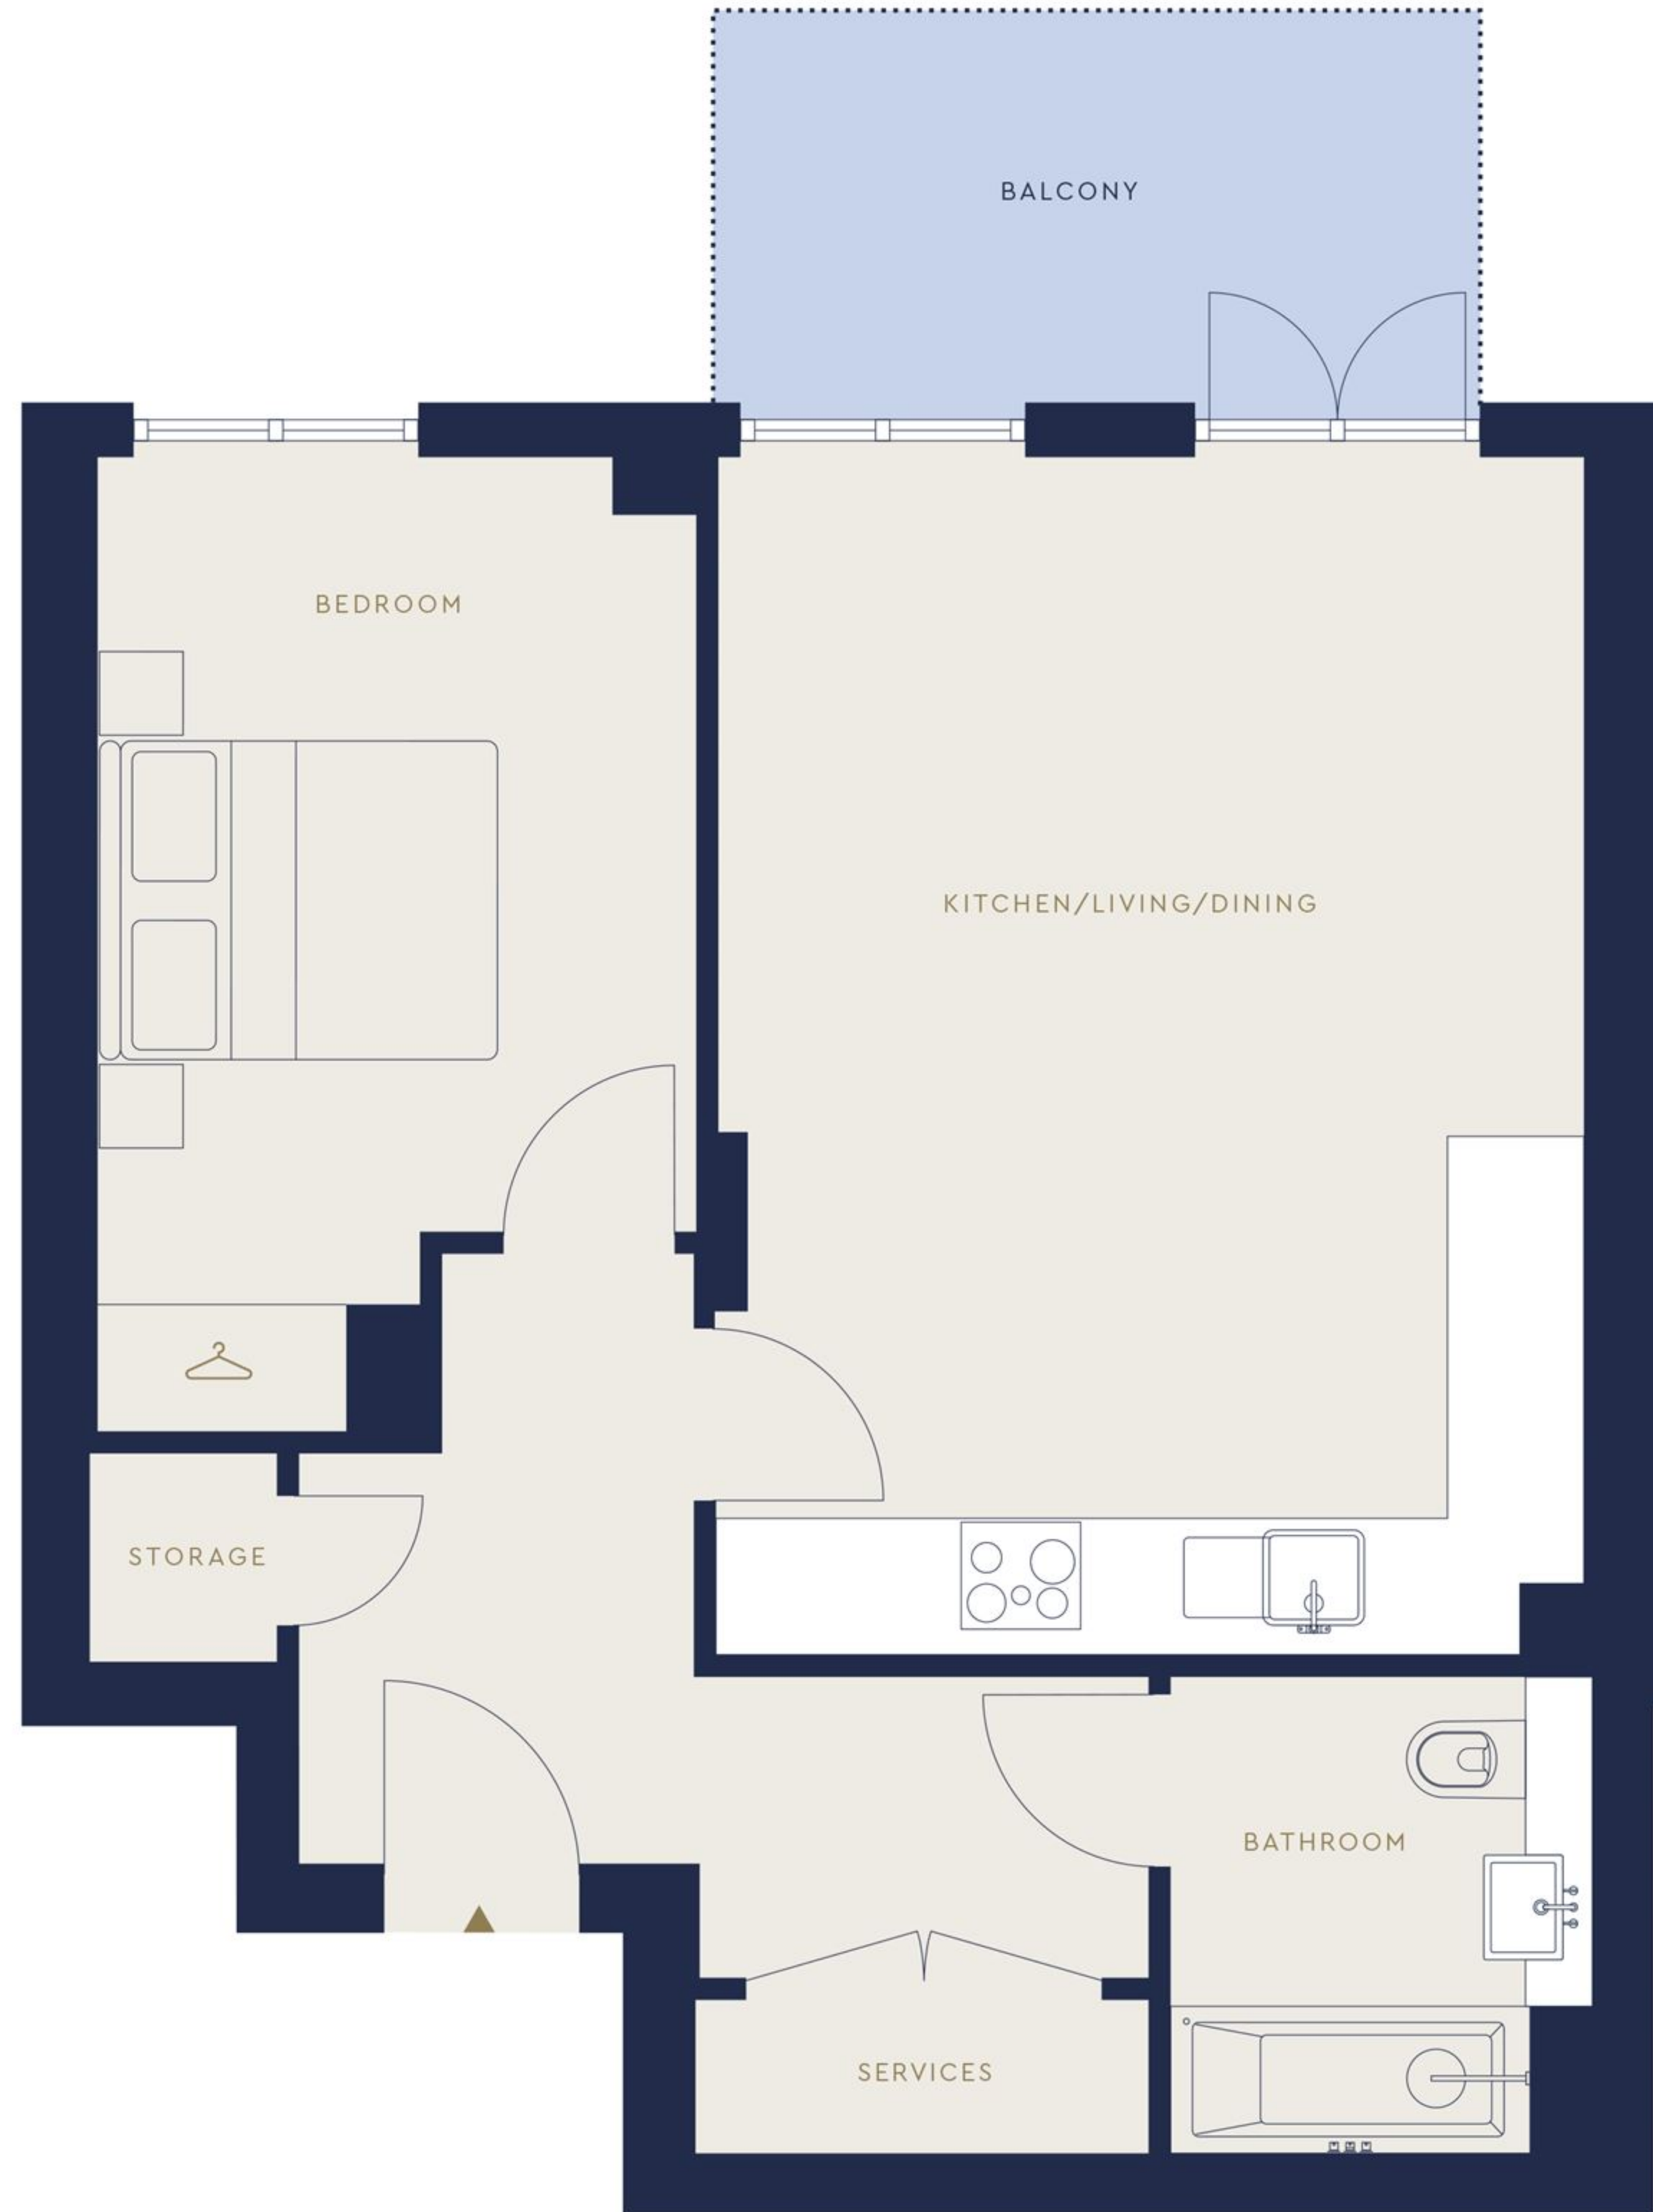 BALCONY
BEDROOM
KITCHEN/LIVING/DINING
STORAGE
BATHROOM
SERVICES